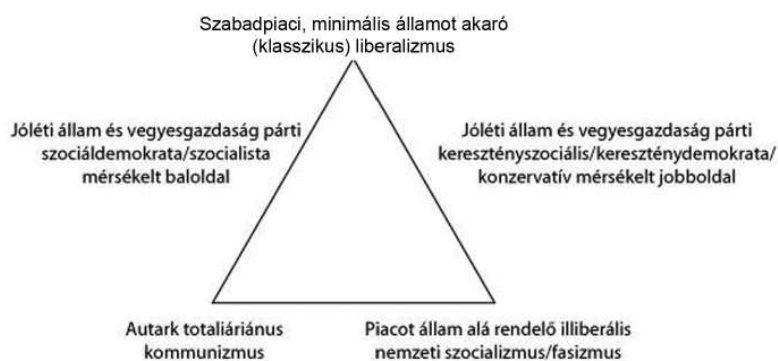 Szabadpiaci, minimális államot akaró
(klasszikus) liberalizmus
Jóléti állam és vegyesgazdaság párti
szociáldemokrata/szocialista
mérsékelt baloldal
Jóléti állam és vegyesgazdaság párti
keresztényszociális/kereszténydemokrata/
konzervatív mérsékelt jobboldal
Autark totaliáriánus
kommunizmus
Piacot állam alá rendelő illiberális
nemzeti szocializmus/fasizmus